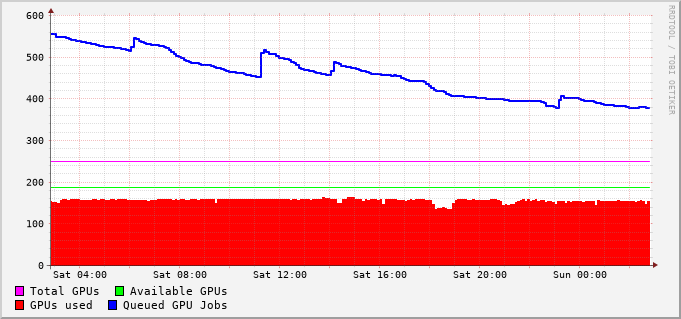 600
500
400
300
200
100
0
Sat 04:00 Sat 08:00 Sat 12:00 Sat 16:00 Sat 20:00 Sun 00:00
Total GPUs Available GPUs
GPUs used Queued GPU Jobs
RRDTOOL / TOBI OETIKER